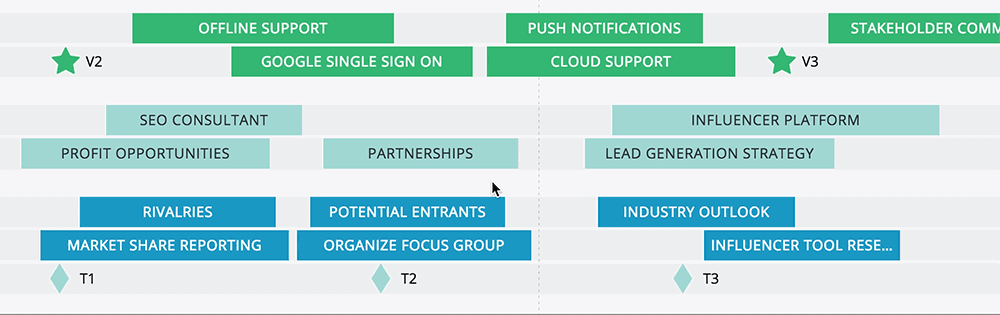 OFFLINE SUPPORT PUSH NOTIFICATIONS STAKEHOLDER COMM
V2 GOOGLE SINGLE SIGN ON CLOUD SUPPORT V3
SEO CONSULTANT INFLUENCER PLATFORM
PROFIT OPPORTUNITIES PARTNERSHIPS LEAD GENERATION STRATEGY
RIVALRIES POTENTIAL ENTRANTS INDUSTRY OUTLOOK
MARKET SHARE REPORTING ORGANIZE FOCUS GROUP INFLUENCER TOOL RESE...
T1 T2 T3